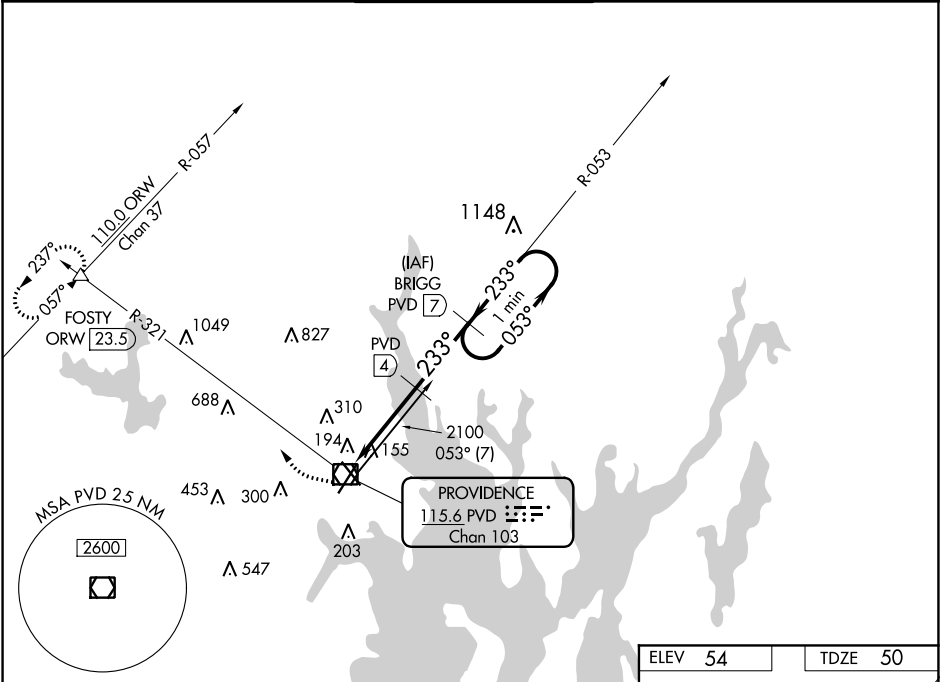 R-057
110.0 ORW
Chan 37
237°
057°
FOSTY
ORW 23.5
R-321
1049
827
688
310
194
155
453
300
203
547
R-053
1148
(IAF)
BRIGG
PVD 7
233°
1 min
053°
PVD
4
233°
2100
053° (7)
PROVIDENCE
115.6 PVD
Chan 103
MSA PVD 25 NM
2600
ELEV 54
TDZE 50